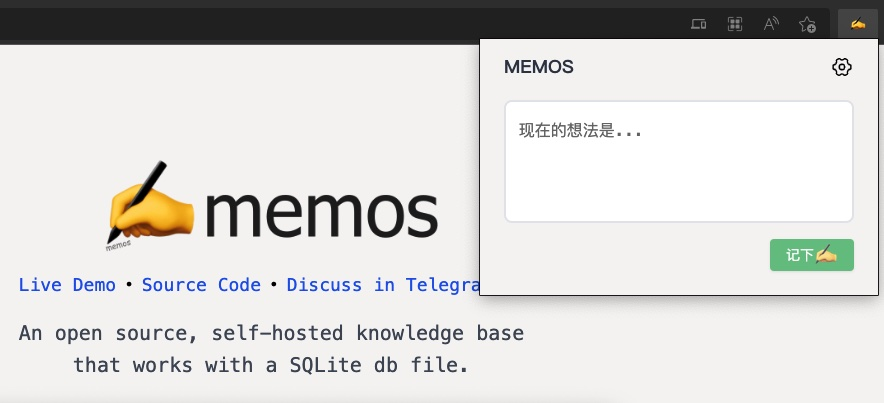 MEMOS
现在的想法是...
记下✍
memos
memos
Live Demo • Source Code • Discuss in Telegra
An open source, self-hosted knowledge base
that works with a SQLite db file.